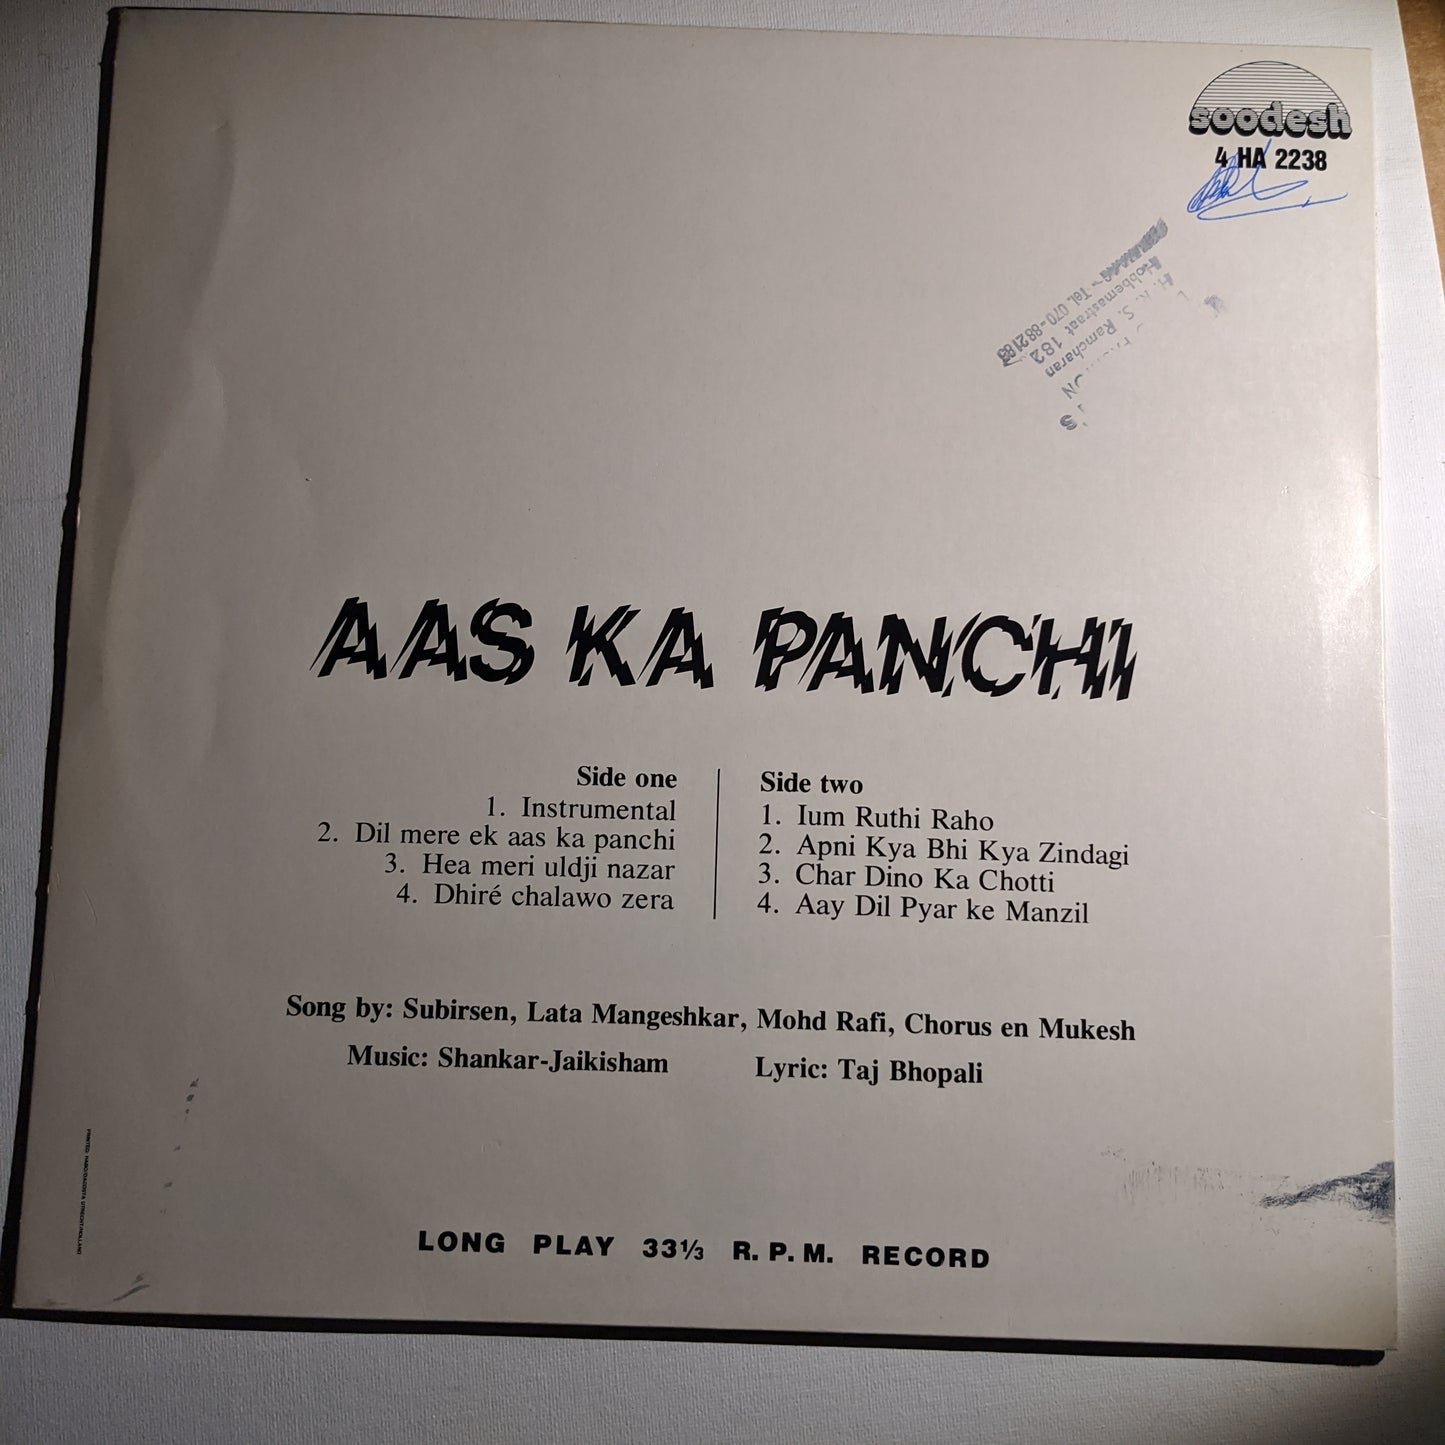 soodesh
4 HA 2238
Hobbemastraat 182
H. R. S. Ramcharan
AAS KA PANCHI
Side one
1. Instrumental
2. Dil mere ek aas ka panchi
3. Hea meri uldji nazar
4. Dhiré chalawo zera
Side two
1. Ium Ruthi Raho
2. Apni Kya Bhi Kya Zindagi
3. Char Dino Ka Chotti
4. Aay Dil Pyar ke Manzil
Song by: Subirsen, Lata Mangeshkar, Mohd Rafi, Chorus en Mukesh
Music: Shankar-Jaikisham
Lyric: Taj Bhopali
LONG PLAY 33⅓ R.P.M. RECORD